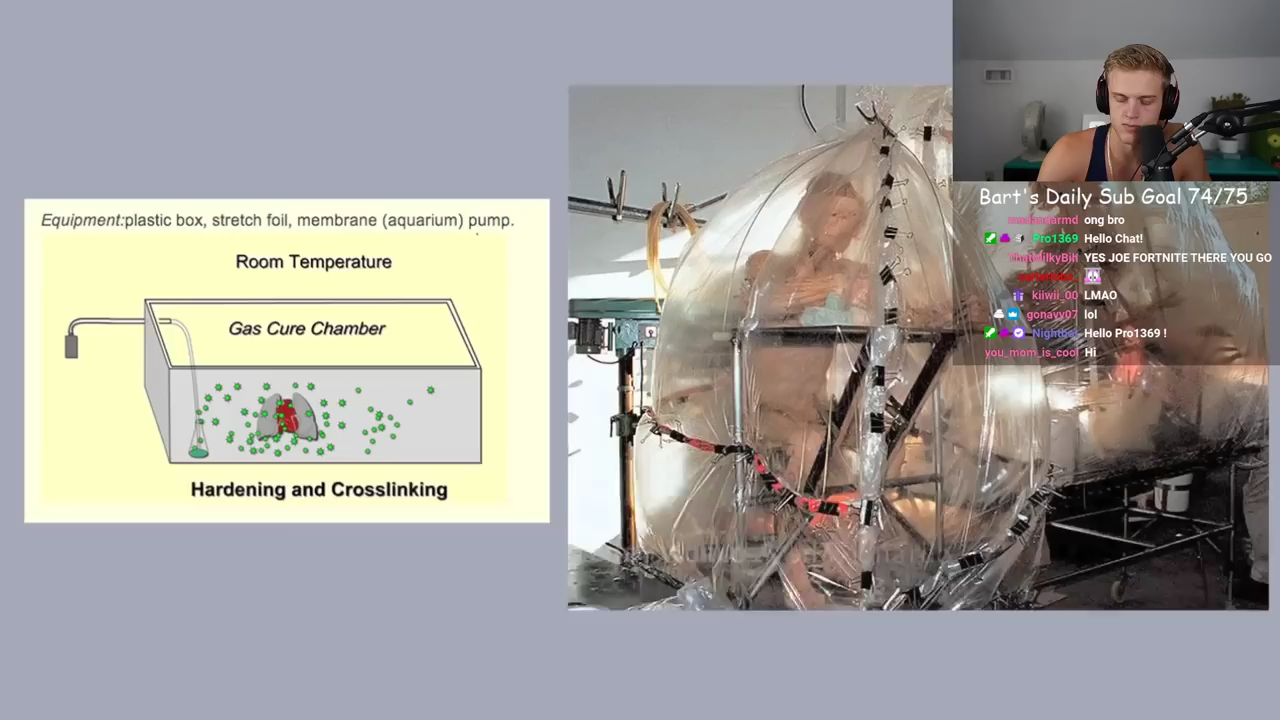 Equipment:plastic box, stretch foil, membrane (aquarium) pump.
Room Temperature
Gas Cure Chamber
Hardening and Crosslinking
Bart's Daily Sub Goal 74/75
ong bro
Pro1369 Hello Chat!
ThatMilkyBill YES JOE FORTNITE THERE YOU GO
kiiwii_00 LMAO
gonavy07 lol
Nightbot Hello Pro1369 !
you_mom_is_cool Hi